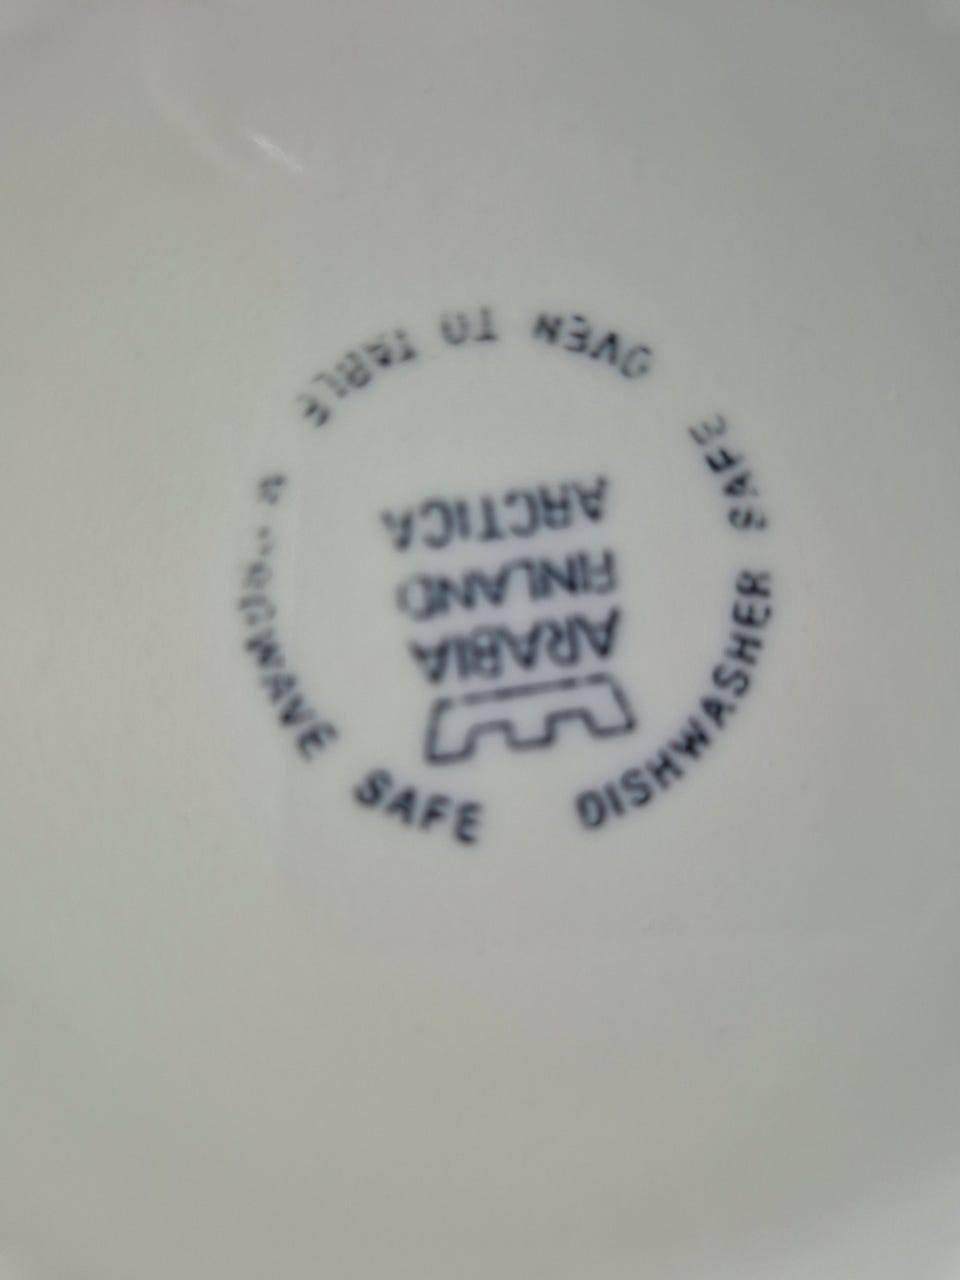 ARABIA
FINLAND
ARCTICA
DISHWASHER SAFE
OVEN TO TABLE
SAFE